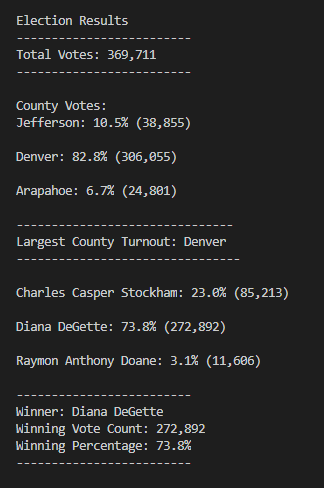 Election Results
-------------------------
Total Votes: 369,711
-------------------------
County Votes:
Jefferson: 10.5% (38,855)
Denver: 82.8% (306,055)
Arapahoe: 6.7% (24,801)
-------------------------------
Largest County Turnout: Denver
--------------------------------
Charles Casper Stockham: 23.0% (85,213)
Diana DeGette: 73.8% (272,892)
Raymon Anthony Doane: 3.1% (11,606)
-------------------------
Winner: Diana DeGette
Winning Vote Count: 272,892
Winning Percentage: 73.8%
-------------------------